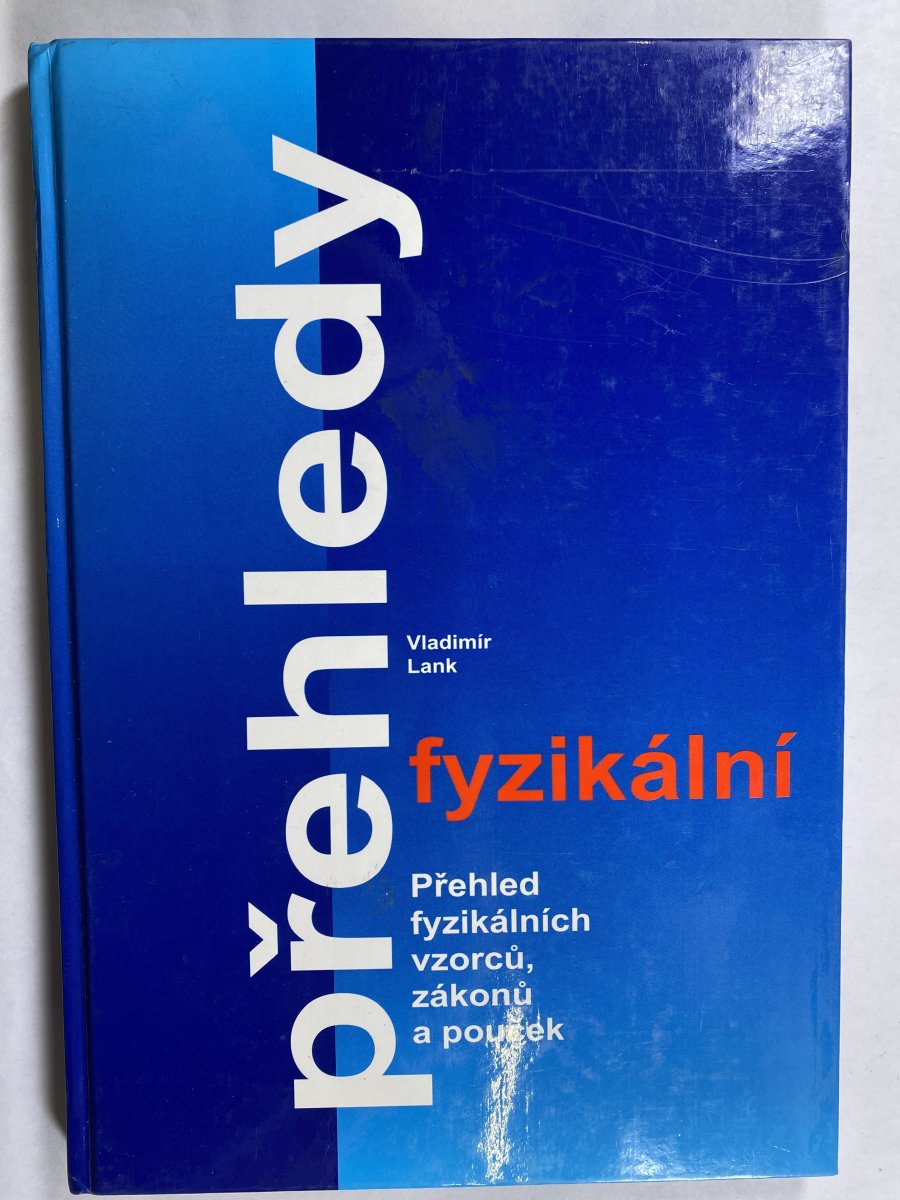 přehledy
Vladimír
Lank
fyzikální
Přehled
fyzikálních
vzorců,
zákonů
a pouček